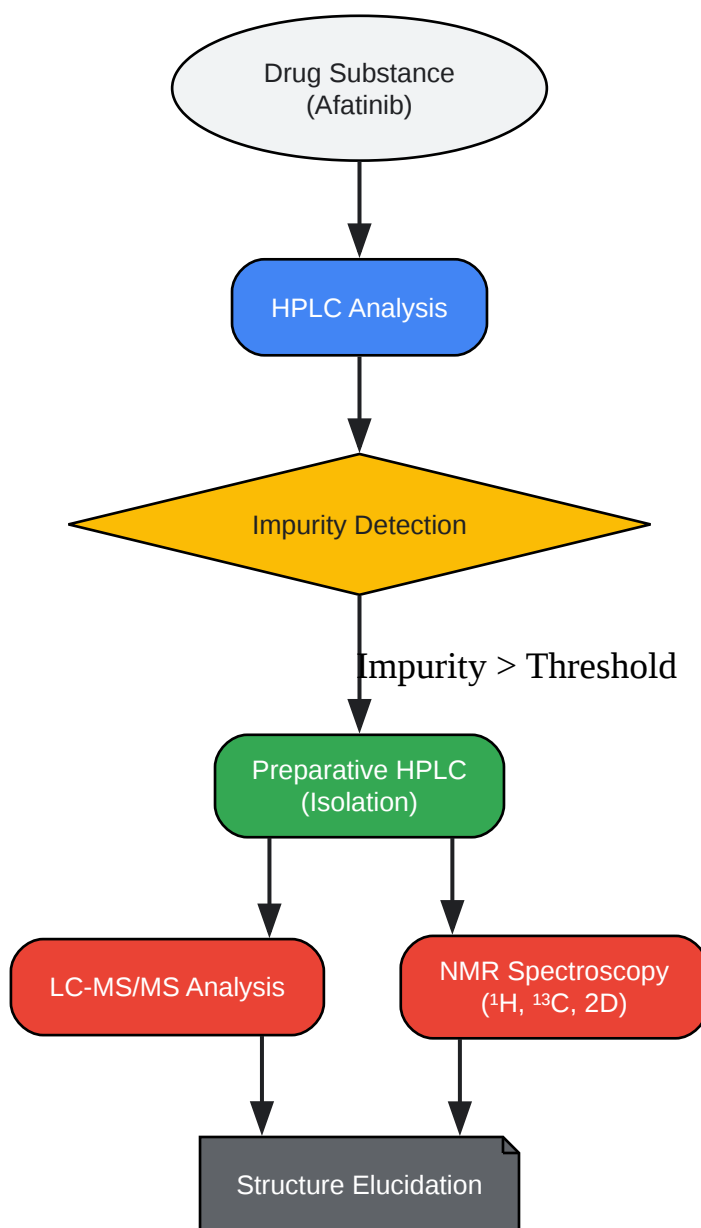 Drug Substance
(Afatinib)
HPLC Analysis
Impurity Detection
Impurity > Threshold
Preparative HPLC
(Isolation)
LC-MS/MS Analysis
NMR Spectroscopy
(¹H, ¹³C, 2D)
Structure Elucidation